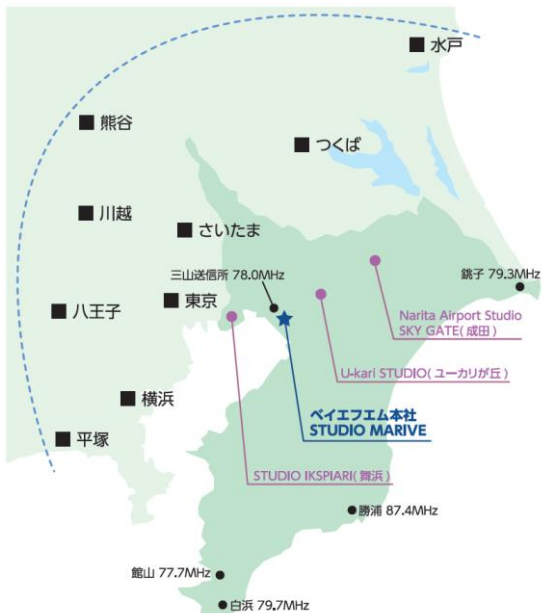 水戸
熊谷
つくば
川越
さいたま
三山送信所 78.0MHz
銚子 79.3MHz
東京
八王子
Narita Airport Studio
SKY GATE(成田)
U-kari STUDIO(ユーカリが丘)
横浜
ベイエフエム本社
STUDIO MARIVE
平塚
STUDIO IKSPIARI(舞浜)
勝浦 87.4MHz
館山 77.7MHz
白浜 79.7MHz